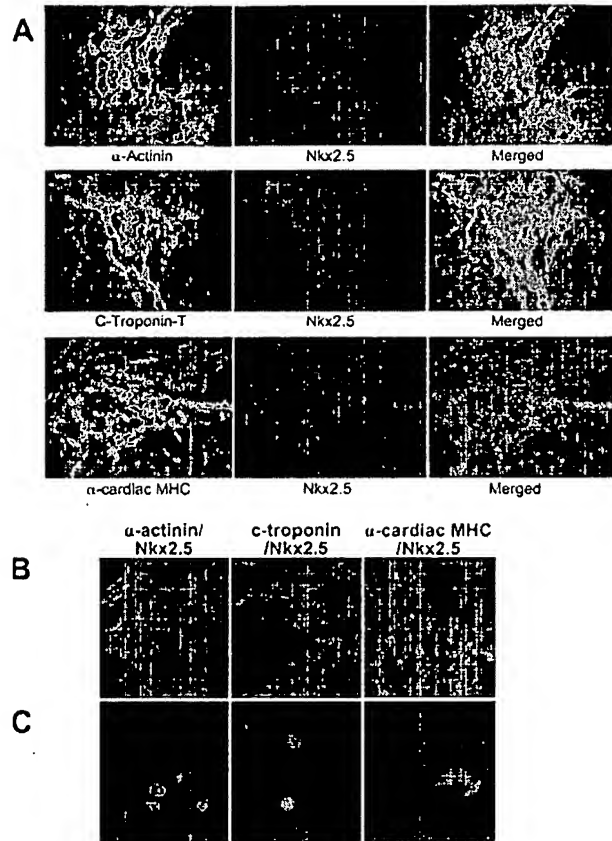 A
α-Actinin Nkx2.5 Merged
C-Troponin-T Nkx2.5 Merged
α-cardiac MHC Nkx2.5 Merged
α-actinin/ c-troponin α-cardiac MHC
Nkx2.5 /Nkx2.5 /Nkx2.5
B
C